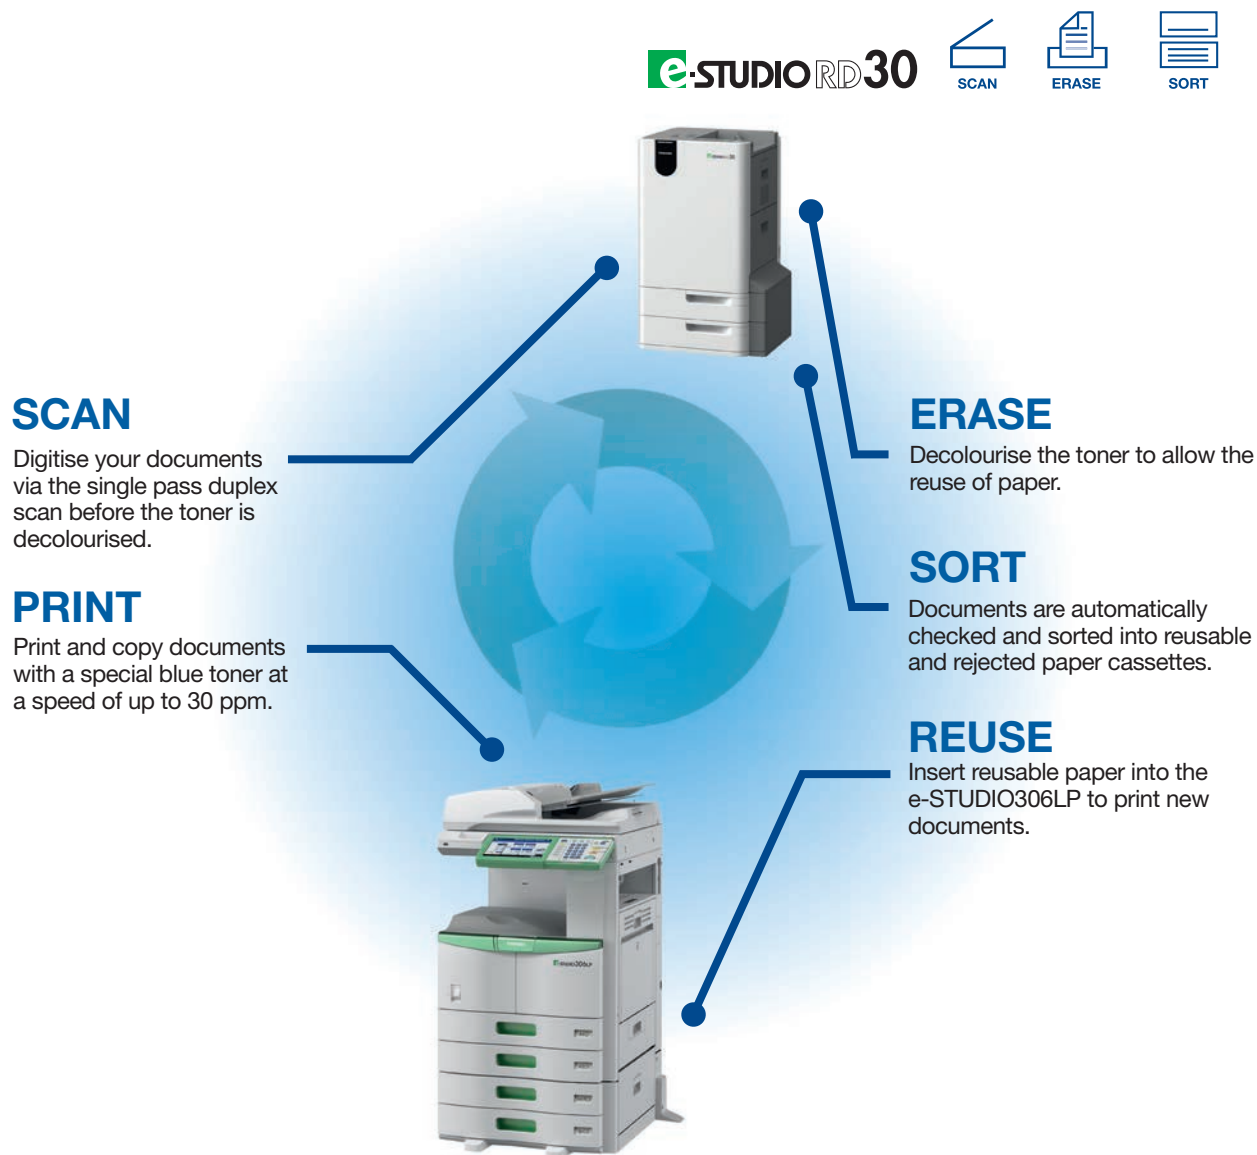 e-STUDIO RD30
SCAN
ERASE
SORT
SCAN
Digitise your documents
via the single pass duplex
scan before the toner is
decolourised.
PRINT
Print and copy documents
with a special blue toner at
a speed of up to 30 ppm.
ERASE
Decolourise the toner to allow the
reuse of paper.
SORT
Documents are automatically
checked and sorted into reusable
and rejected paper cassettes.
REUSE
Insert reusable paper into the
e-STUDIO306LP to print new
documents.
e-STUDIO306LP